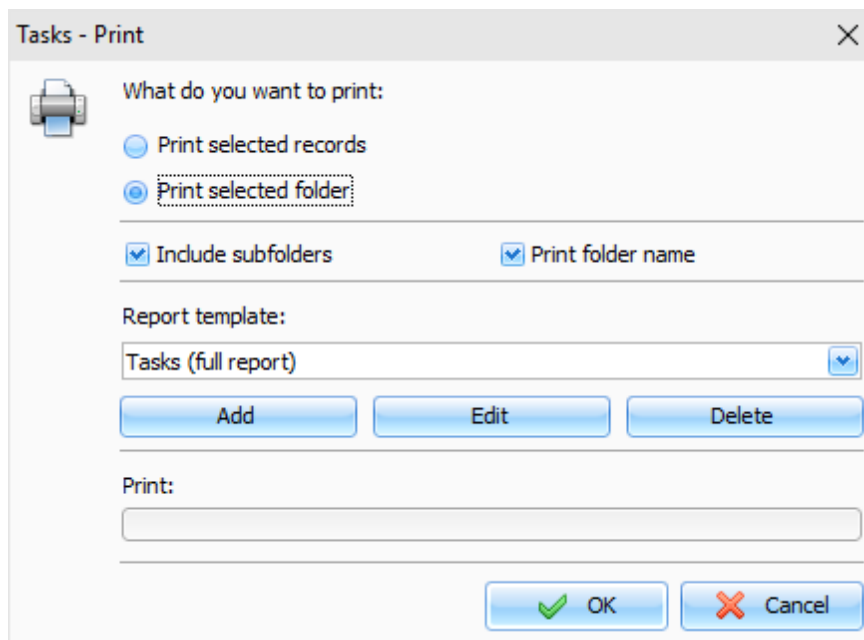 Tasks - Print
What do you want to print:
Print selected records
Print selected folder
Include subfolders Print folder name
Report template:
Tasks (full report)
Add Edit Delete
Print:
OK Cancel